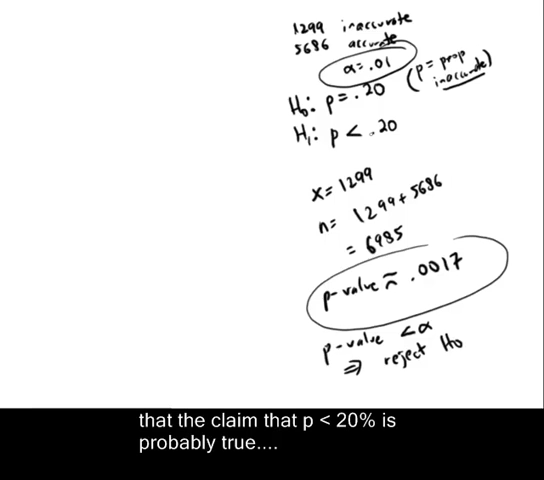 1299 inaccurate
5686 accurate
α = .01
H₀: p = .20 (p = prop inaccurate)
H₁: p < .20
x = 1299
n = 1299 + 5686
= 6985
p-value ≈ .0017
p-value < α
⇒ reject H₀
that the claim that p < 20% is
probably true....